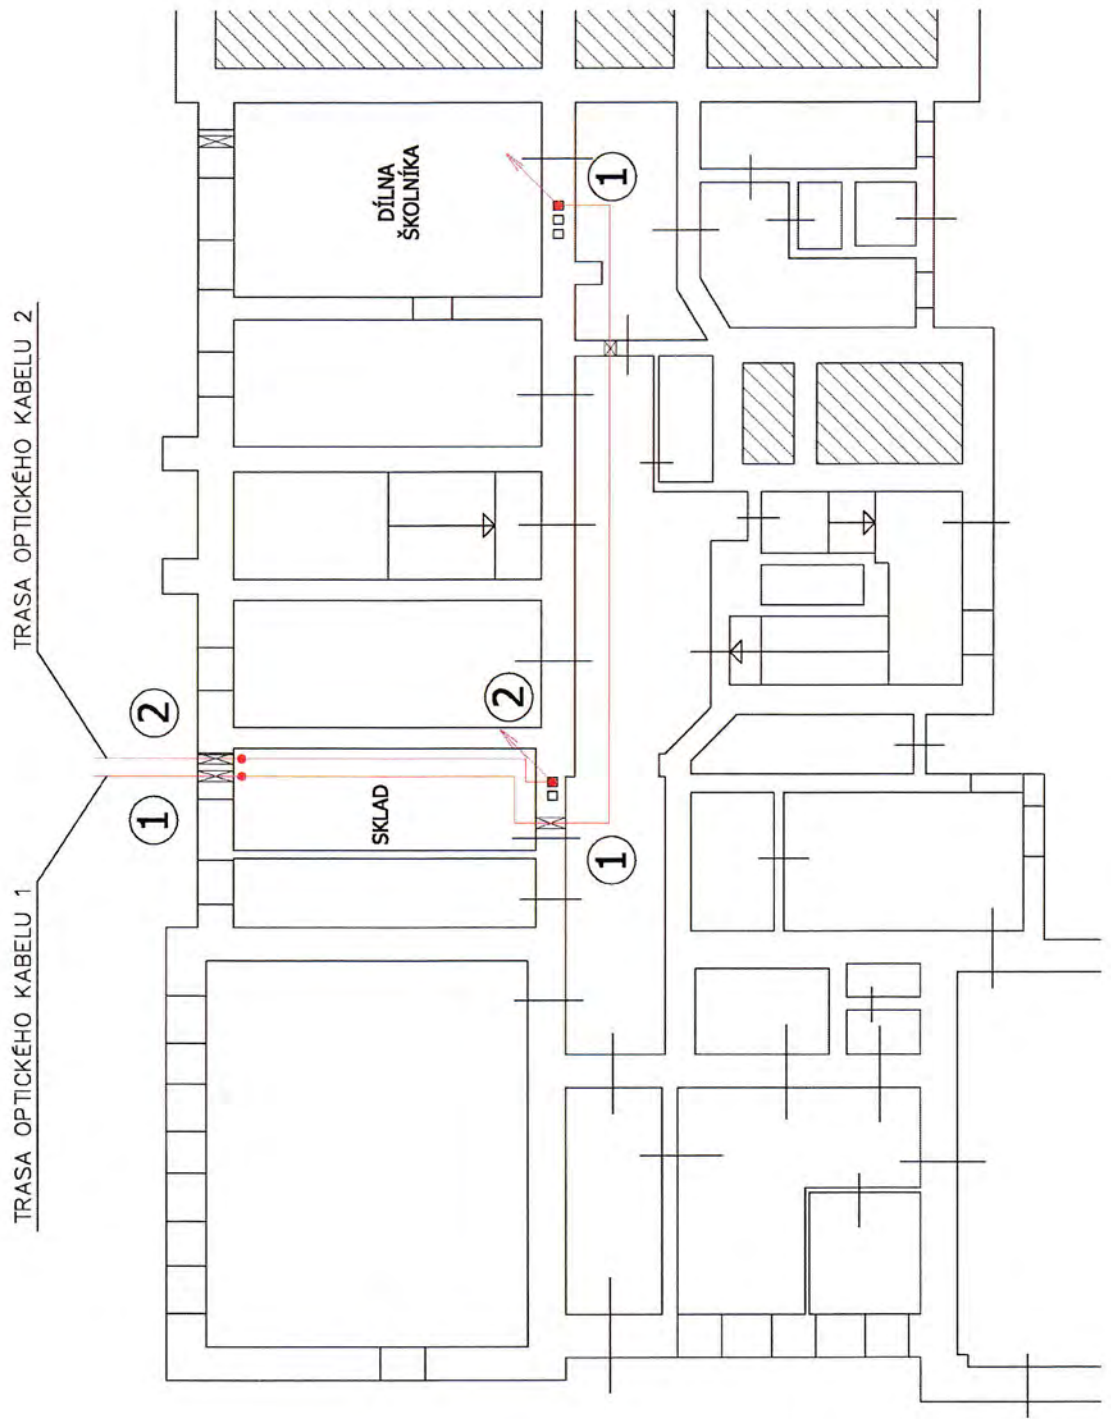 TRASA OPTICKÉHO KABELU 1
TRASA OPTICKÉHO KABELU 2
1
2
SKLAD
1
2
DÍLNA
ŠKOLNÍKA
1